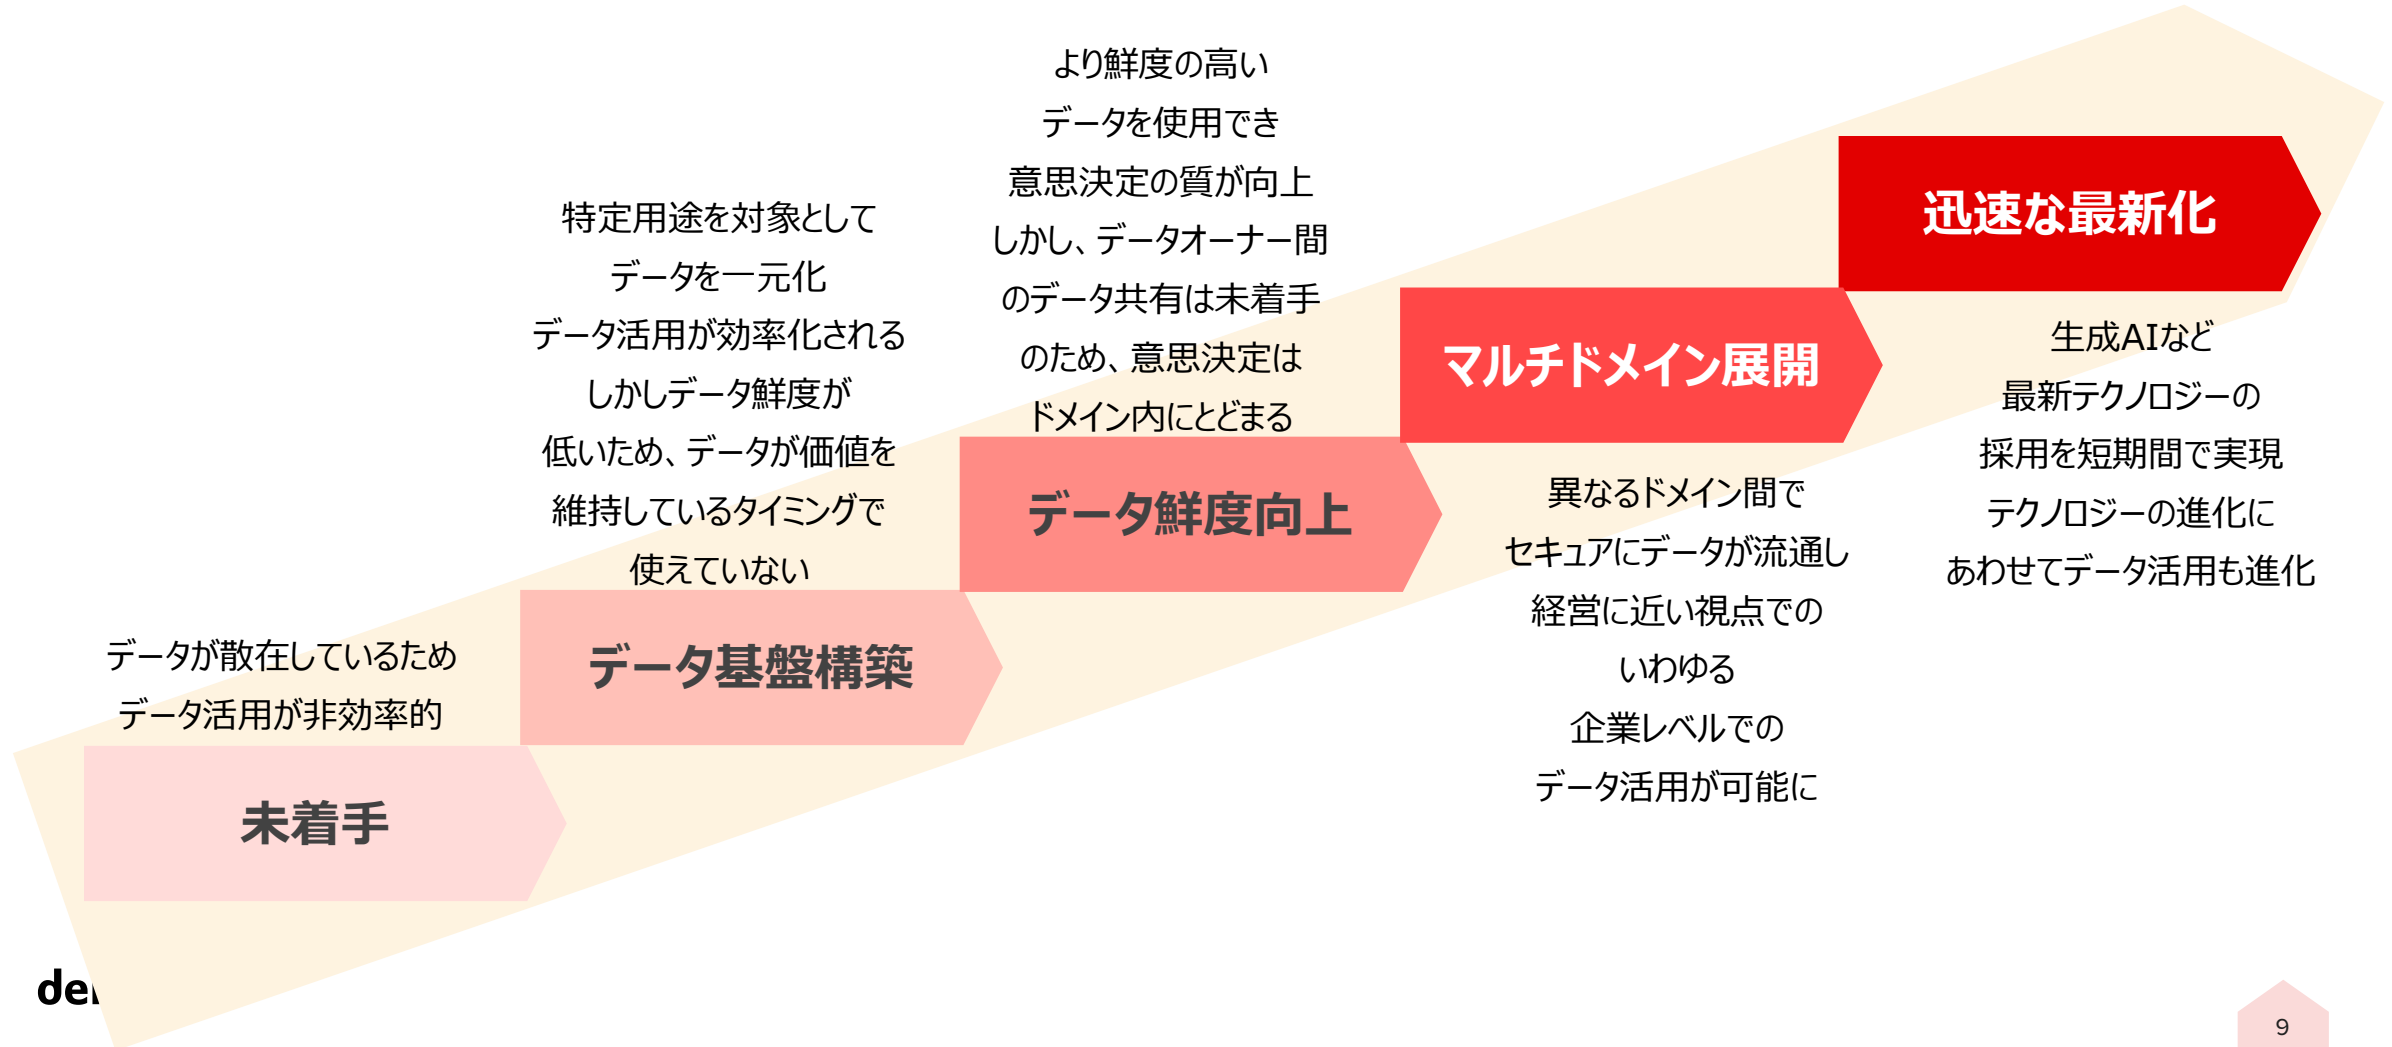 データが散在しているため
データ活用が非効率的
未着手
特定用途を対象として
データを一元化
データ活用が効率化される
しかしデータ鮮度が
低いため、データが価値を
維持しているタイミングで
使えていない
データ基盤構築
より鮮度の高い
データを使用でき
意思決定の質が向上
しかし、データオーナー間
のデータ共有は未着手
のため、意思決定は
ドメイン内にとどまる
データ鮮度向上
マルチドメイン展開
異なるドメイン間で
セキュアにデータが流通し
経営に近い視点での
いわゆる
企業レベルでの
データ活用が可能に
迅速な最新化
生成AIなど
最新テクノロジーの
採用を短期間で実現
テクノロジーの進化に
あわせてデータ活用も進化
9